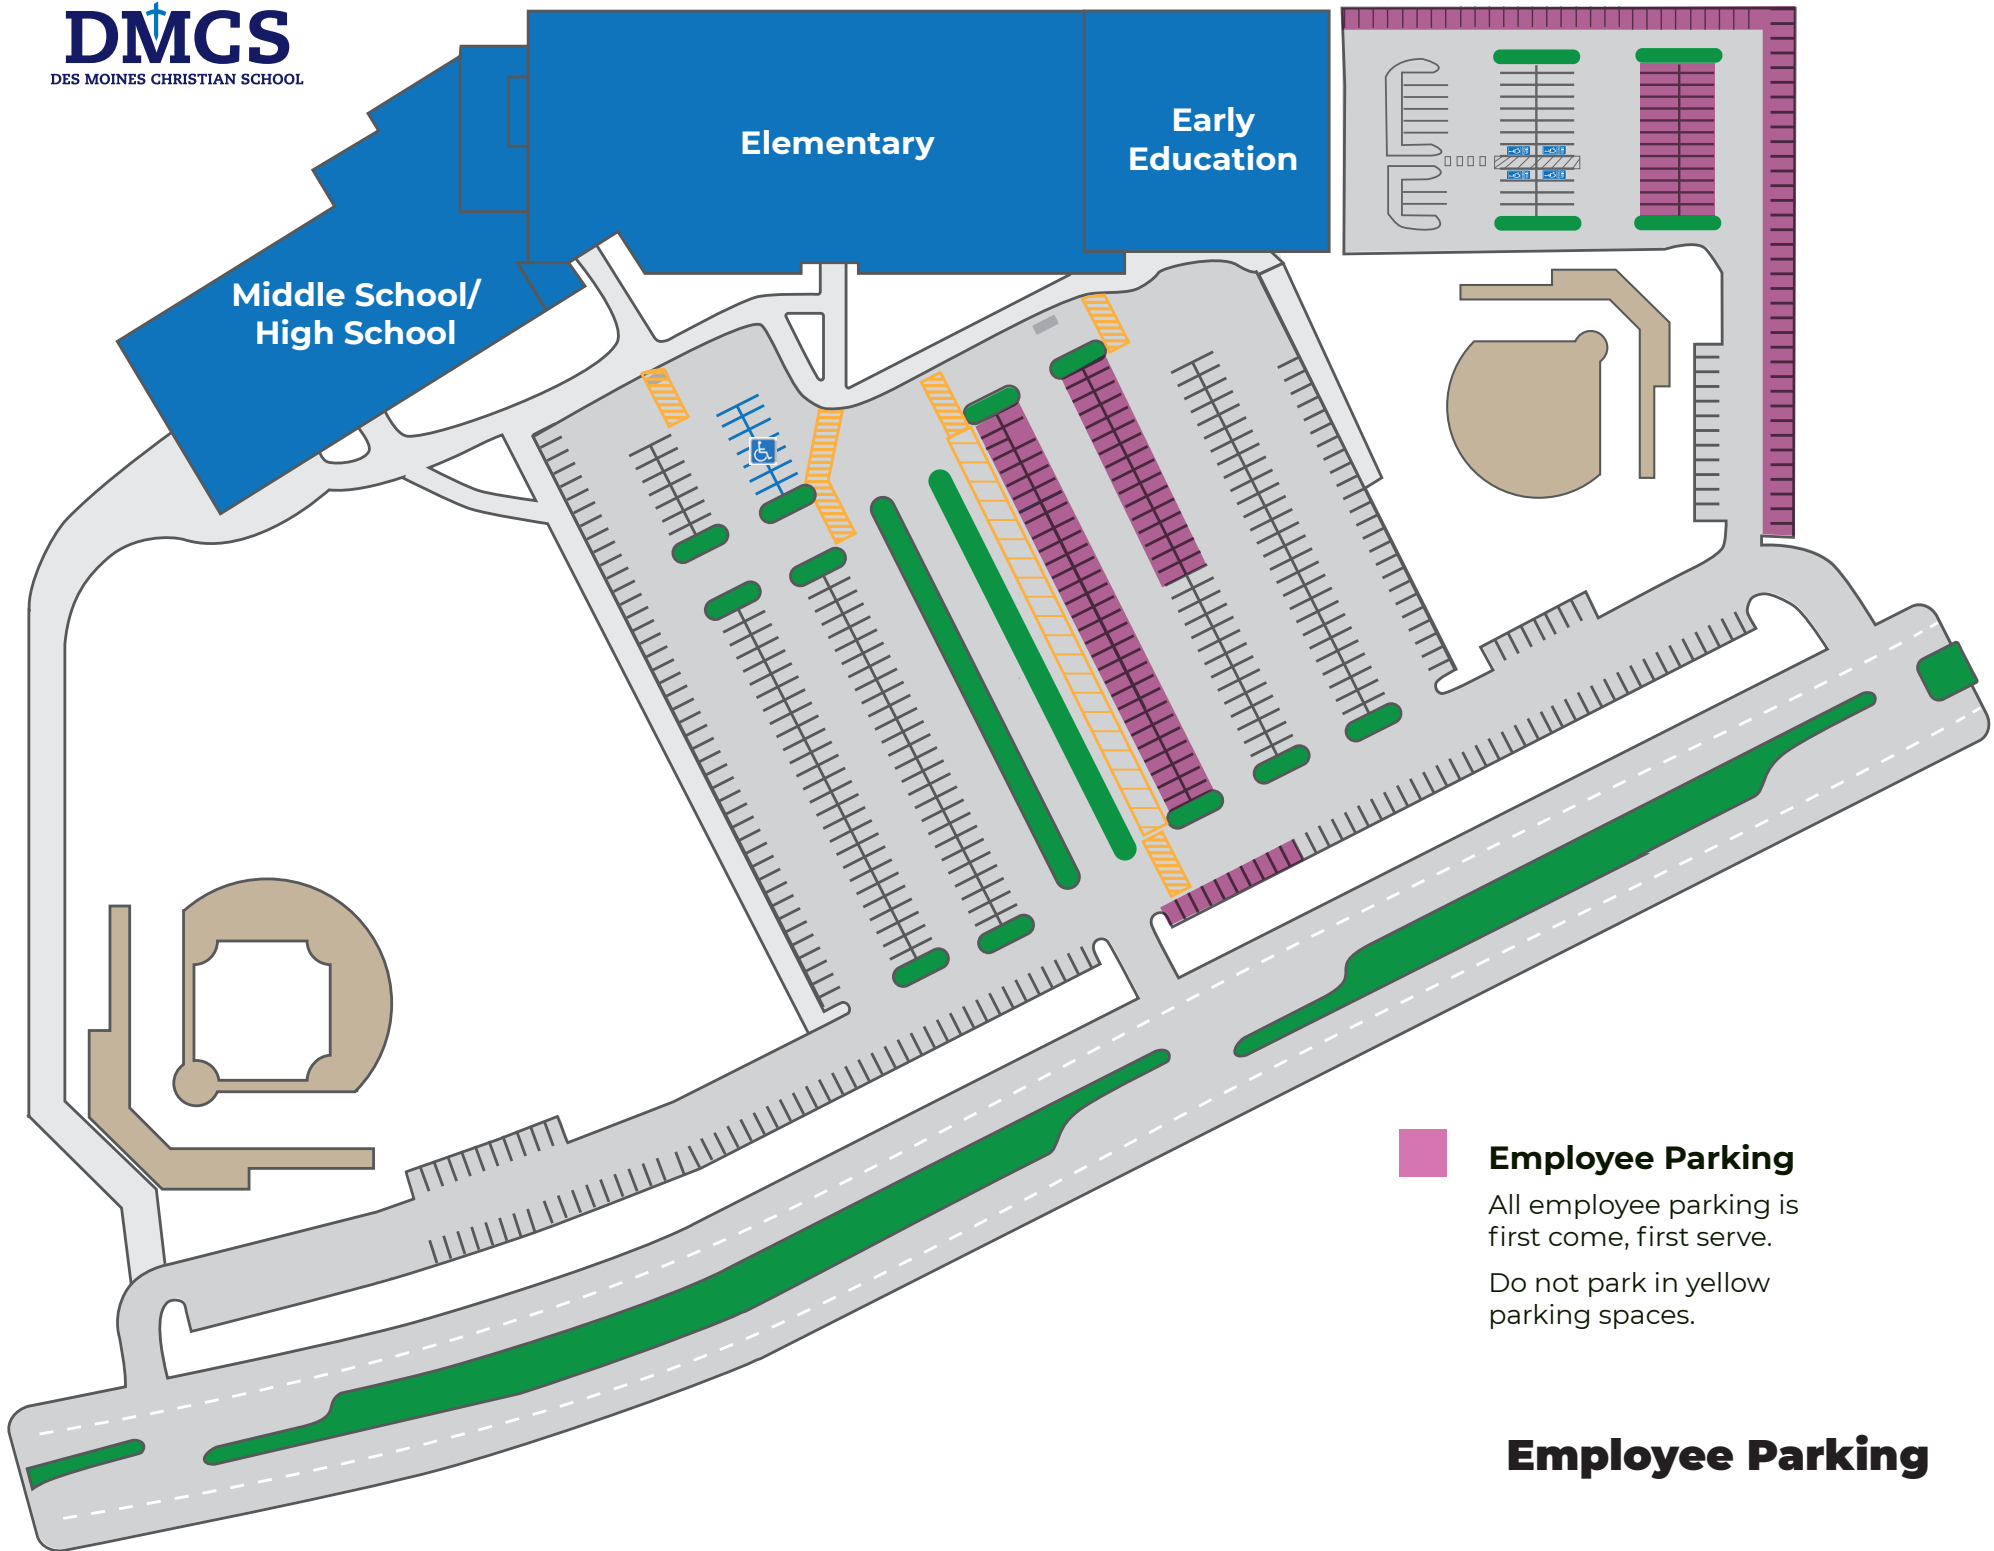 DMCS
DES MOINES CHRISTIAN SCHOOL
Elementary
Early
Education
Middle School/
High School
Employee Parking
All employee parking is
first come, first serve.
Do not park in yellow
parking spaces.
Employee Parking